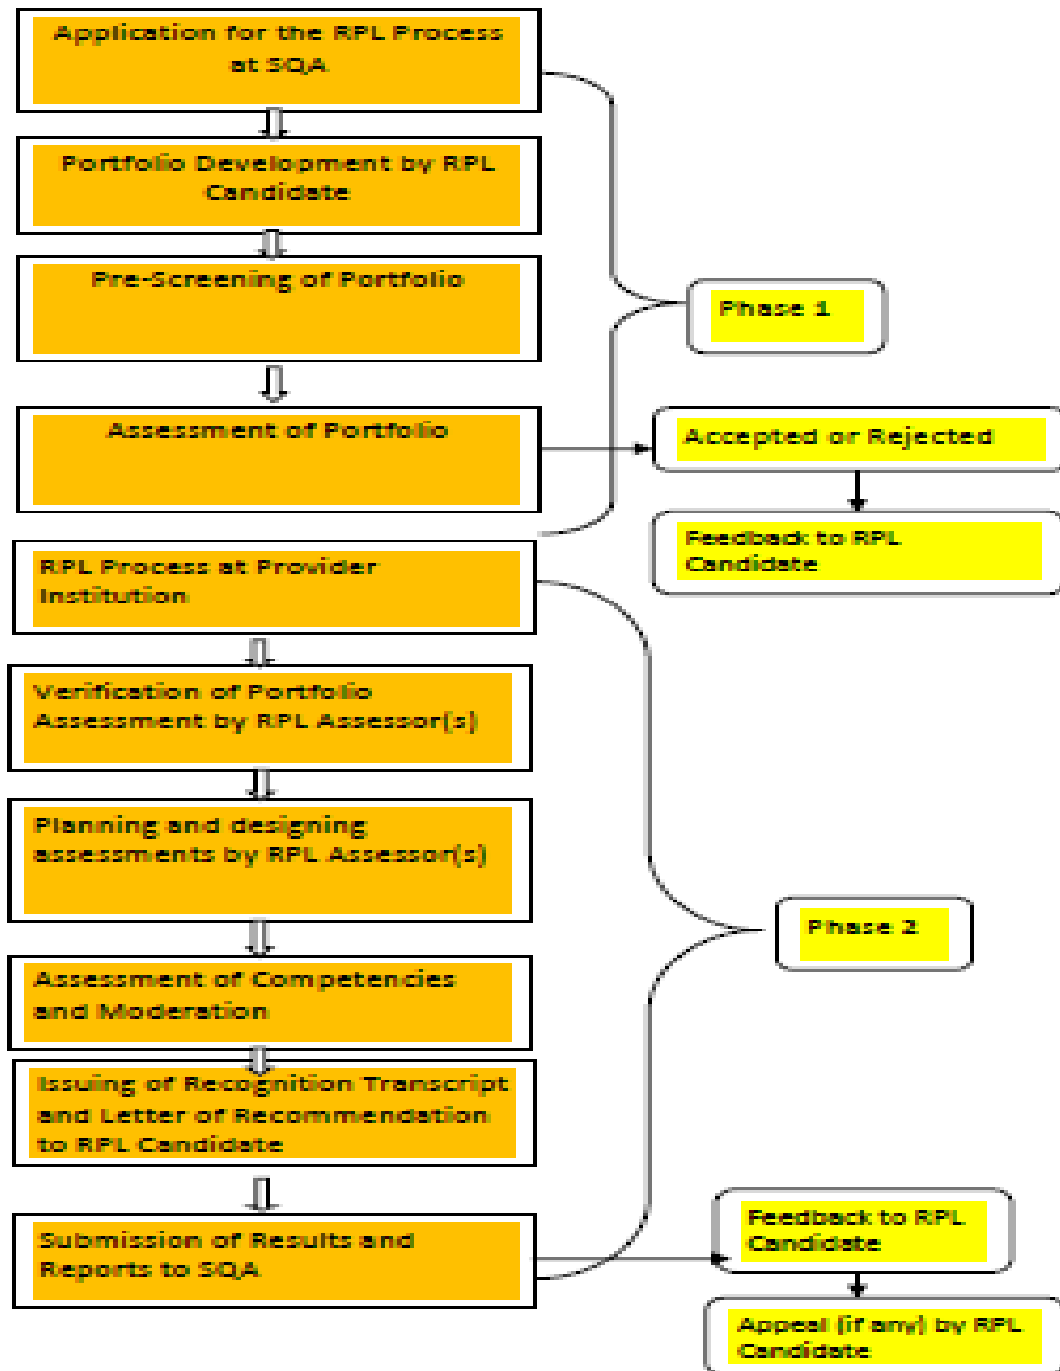 Application for the RPL Process
at SQA
Portfolio Development by RPL
Candidate
Pre-Screening of Portfolio
Phase 1
Assessment of Portfolio
Accepted or Rejected
Feedback to RPL
Candidate
RPL Process at Provider
Institution
Verification of Portfolio
Assessment by RPL Assessor(s)
Planning and designing
assessments by RPL Assessor(s)
Phase 2
Assessment of Competencies
and Moderation
Issuing of Recognition Transcript
and Letter of Recommendation
to RPL Candidate
Submission of Results and
Reports to SQA
Feedback to RPL
Candidate
Appeal (if any) by RPL
Candidate